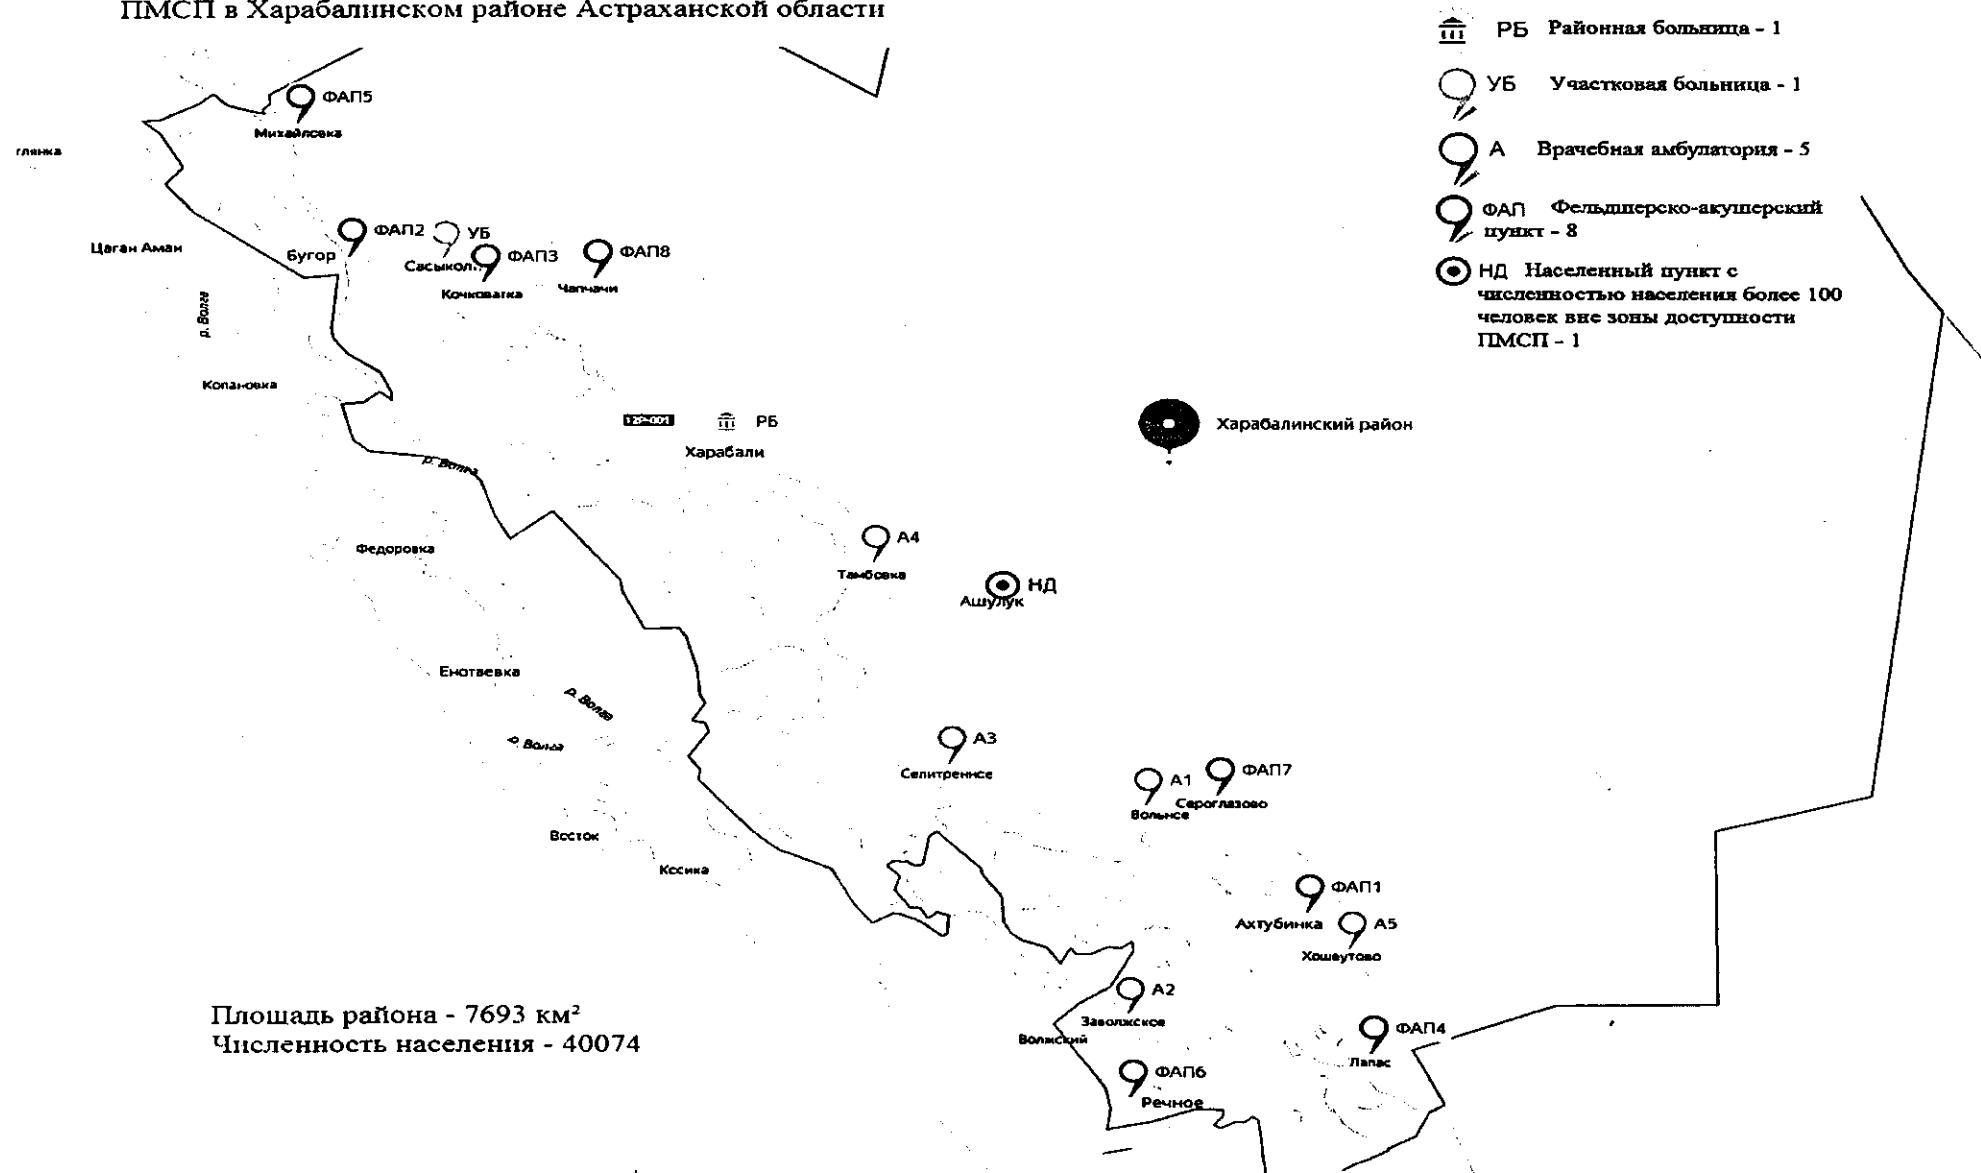 ПМСП в Харабалинском районе Астраханской области
РБ Районная больница - 1
УБ Участковая больница - 1
А Врачебная амбулатория - 5
ФАП Фельдшерско-акушерский
пункт - 8
НД Населенный пункт с
численностью населения более 100
человек вне зоны доступности
ПМСП - 1
ФАП5
Михайловка
глянка
Цаган Аман
Бугор
ФАП2
УБ
ФАП3
ФАП8
Сасыкол
Кочковатка
Чапчачи
р. Волга
Копановка
РБ
Харабали
Харабалинский район
р. Волга
Федоровка
А4
Тамбовка
НД
Ашулук
Енотаевка
р. Волга
р. Волга
А3
Селитренное
А1
ФАП7
Сероглазово
Вольное
Восток
Косика
ФАП1
Ахтубинка
А5
Хошеутово
А2
Заволжское
Волжский
ФАП4
Лапас
ФАП6
Речное
Площадь района - 7693 км²
Численность населения - 40074